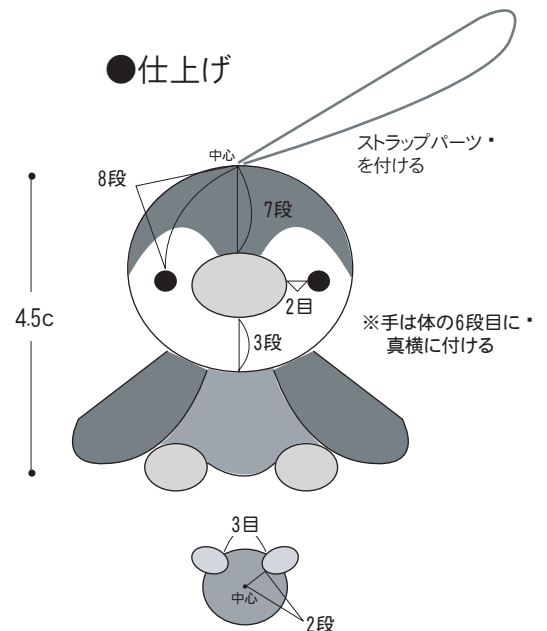 ●仕上げ
中心
ストラップパーツ
を付ける
8段
7段
2目
3段
4.5c
※手は体の6段目に
真横に付ける
3目
中心
2段